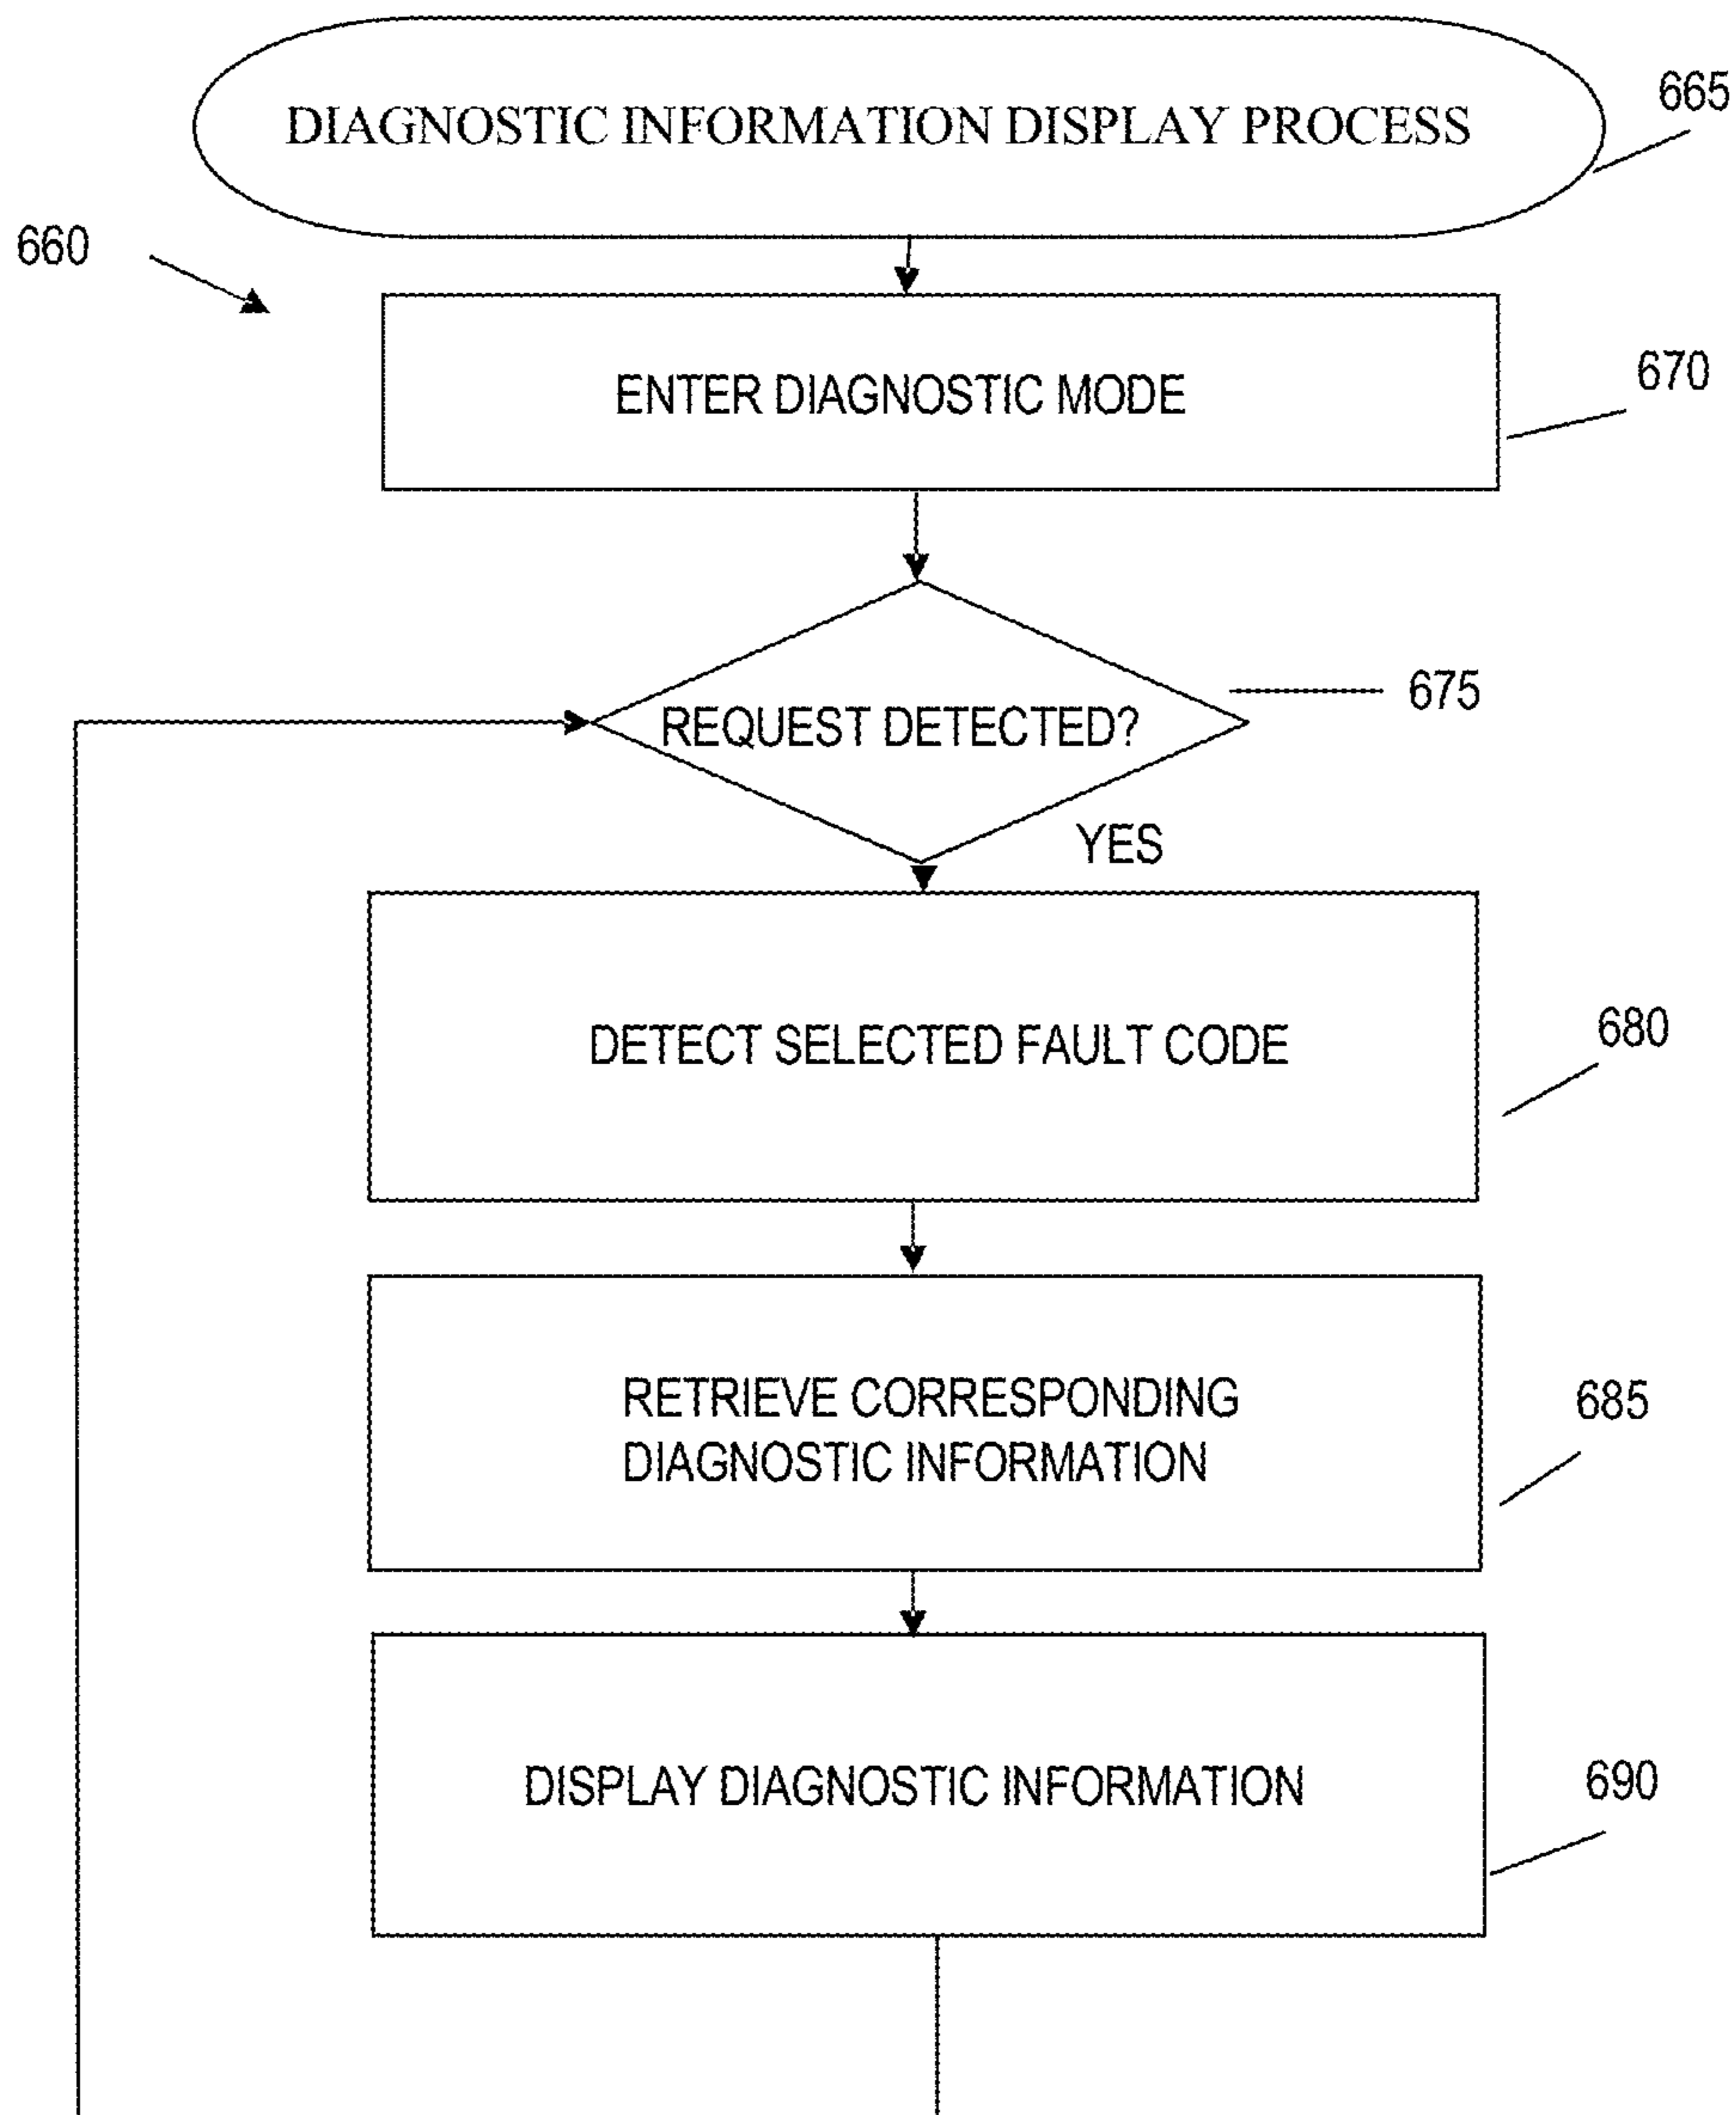 DIAGNOSTIC INFORMATION DISPLAY PROCESS
665
660
ENTER DIAGNOSTIC MODE
670
REQUEST DETECTED?
675
YES
DETECT SELECTED FAULT CODE
680
RETRIEVE CORRESPONDING
DIAGNOSTIC INFORMATION
685
DISPLAY DIAGNOSTIC INFORMATION
690